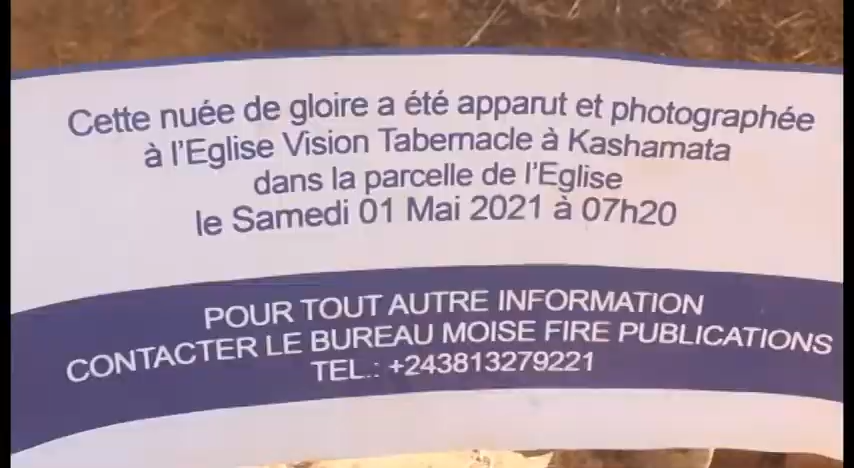 Cette nuée de gloire a été apparut et photographée
à l'Eglise Vision Tabernacle à Kashamata
dans la parcelle de l'Eglise
le Samedi 01 Mai 2021 à 07h20
POUR TOUT AUTRE INFORMATION
CONTACTER LE BUREAU MOISE FIRE PUBLICATIONS
TEL.: +243813279221